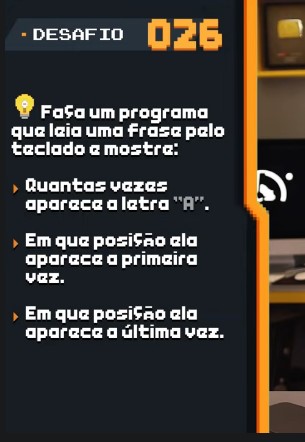 DESAFIO 026
Faça um programa
que leia uma frase pelo
teclado e mostre:
Quantas vezes
aparece a letra "A".
Em que posição ela
aparece a primeira
vez.
Em que posição ela
aparece a última vez.